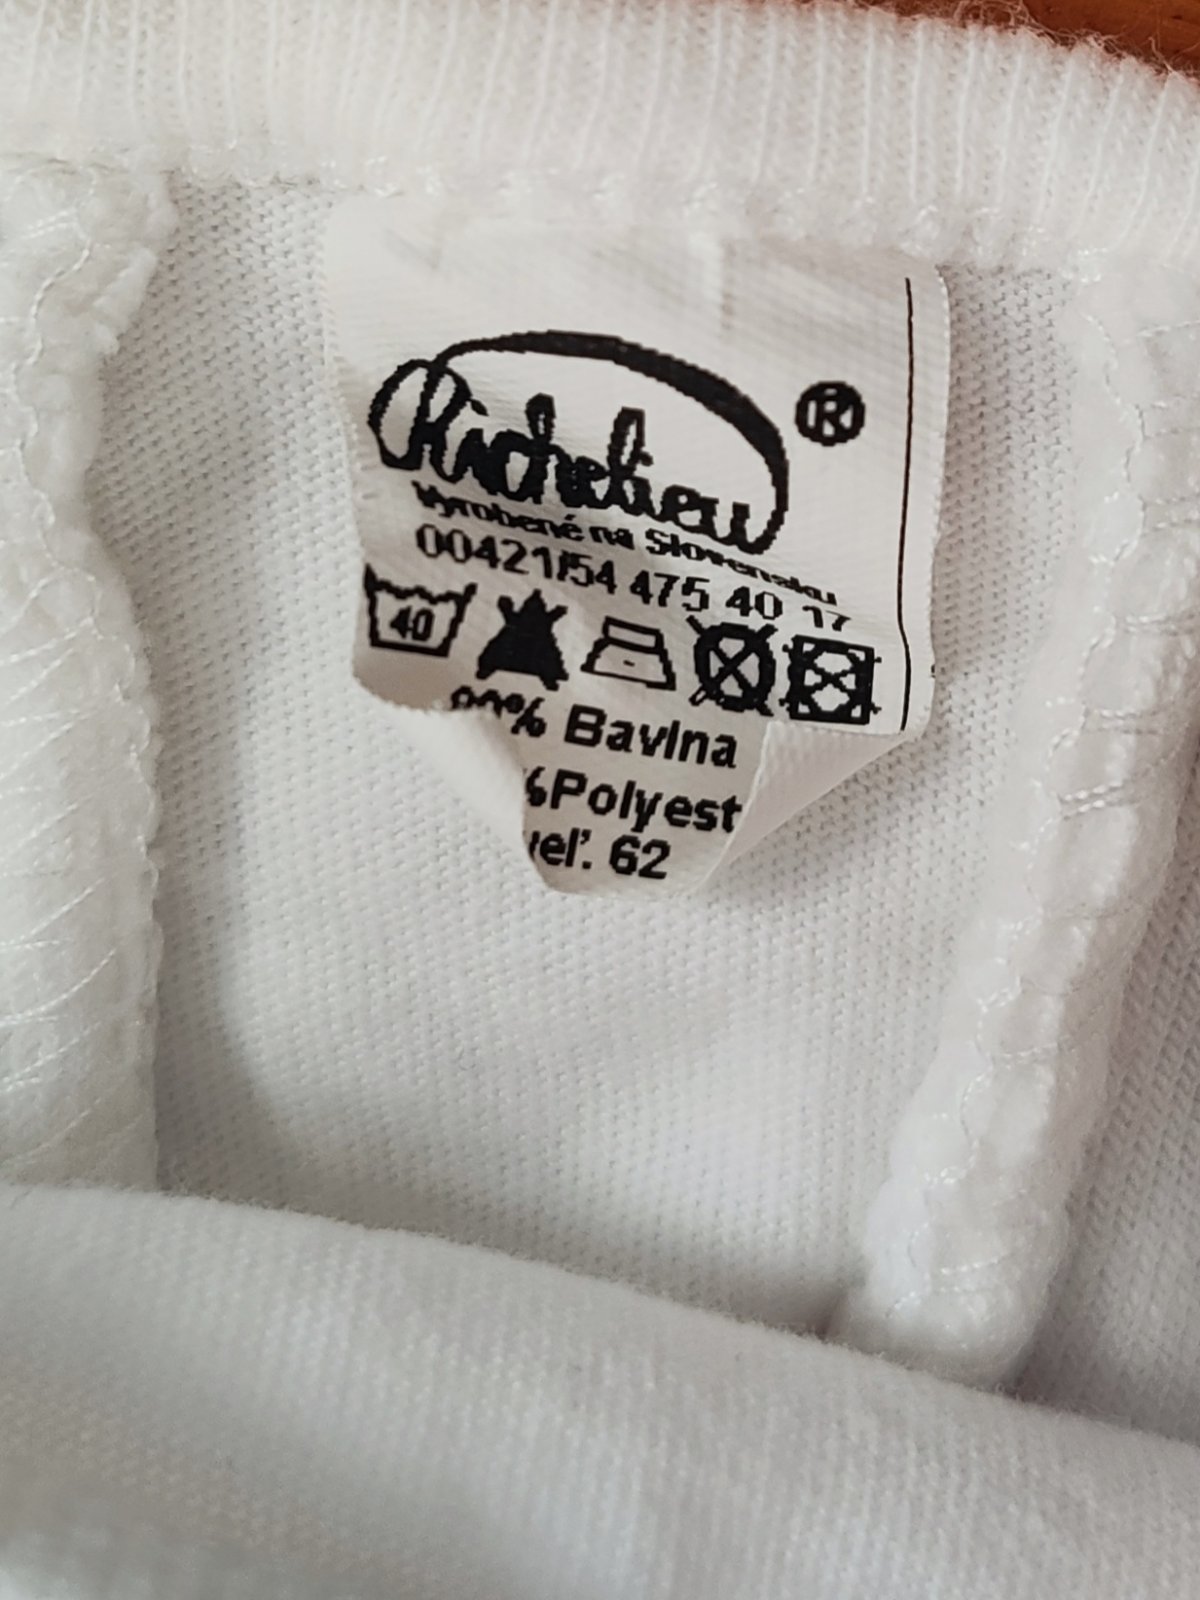 Richelieu ®
Vyrobené na Slovensku
00421/54 475 40 17
40
% Bavlna
%Polyest
veľ. 62